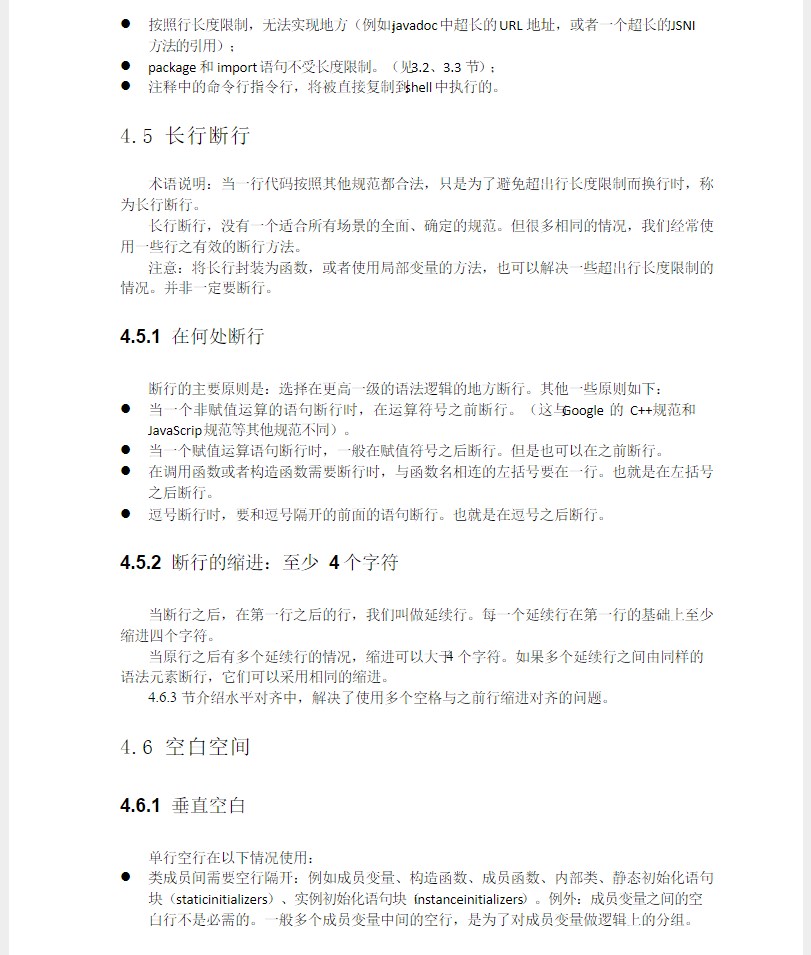 ● 按照行长度限制，无法实现地方（例如javadoc中超长的URL 地址，或者一个超长的JSNI
方法的引用）；
● package 和 import 语句不受长度限制。（见3.2、3.3 节）；
● 注释中的命令行指令行，将被直接复制到shell 中执行的。
4.5 长行断行
术语说明：当一行代码按照其他规范都合法，只是为了避免超出行长度限制而换行时，称
为长行断行。
长行断行，没有一个适合所有场景的全面、确定的规范。但很多相同的情况，我们经常使
用一些行之有效的断行方法。
注意：将长行封装为函数，或者使用局部变量的方法，也可以解决一些超出行长度限制的
情况。并非一定要断行。
4.5.1 在何处断行
断行的主要原则是：选择在更高一级的语法逻辑的地方断行。其他一些原则如下：
● 当一个非赋值运算的语句断行时，在运算符号之前断行。（这与Google 的 C++规范和
JavaScrip规范等其他规范不同）。
● 当一个赋值运算语句断行时，一般在赋值符号之后断行。但是也可以在之前断行。
● 在调用函数或者构造函数需要断行时，与函数名相连的左括号要在一行。也就是在左括号
之后断行。
● 逗号断行时，要和逗号隔开的前面的语句断行。也就是在逗号之后断行。
4.5.2 断行的缩进：至少 4 个字符
当断行之后，在第一行之后的行，我们叫做延续行。每一个延续行在第一行的基础上至少
缩进四个字符。
当原行之后有多个延续行的情况，缩进可以大于4 个字符。如果多个延续行之间由同样的
语法元素断行，它们可以采用相同的缩进。
4.6.3 节介绍水平对齐中，解决了使用多个空格与之前行缩进对齐的问题。
4.6 空白空间
4.6.1 垂直空白
单行空行在以下情况使用：
● 类成员间需要空行隔开：例如成员变量、构造函数、成员函数、内部类、静态初始化语句
块（staticinitializers）、实例初始化语句块（instanceinitializers）。例外：成员变量之间的空
白行不是必需的。一般多个成员变量中间的空行，是为了对成员变量做逻辑上的分组。